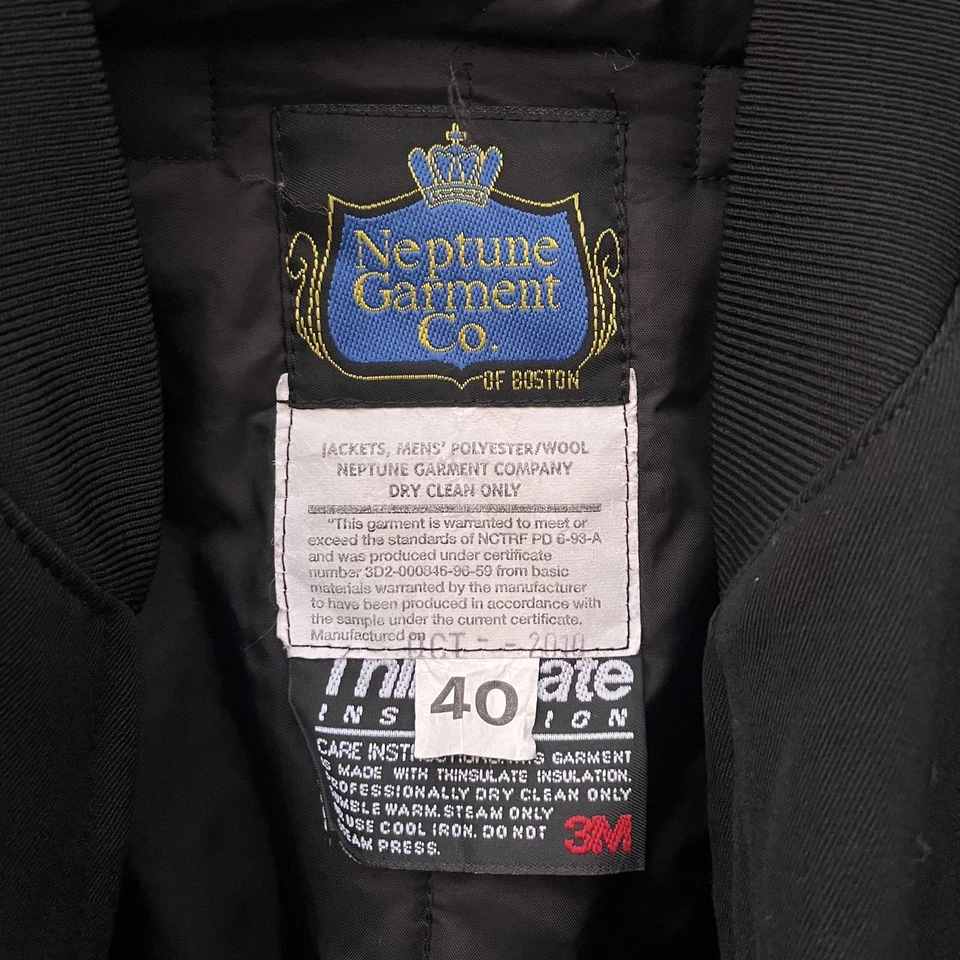 Neptune
Garment
Co.
OF BOSTON
JACKETS, MENS' POLYESTER/WOOL
NEPTUNE GARMENT COMPANY
DRY CLEAN ONLY
"This garment is warranted to meet or
exceed the standards of NCTRF PD 6-93-A
and was produced under certificate
number 3D2-000846-96-59 from basic
materials warranted by the manufacturer
to have been produced in accordance with
the sample under the current certificate.
Manufactured on OCT - - 2010
40
CARE GARMENT
MADE WITH THINSULATE INSULATION.
DRY CLEAN ONLY
WARM. STEAM ONLY
USE COOL IRON. DO NOT
PRESS.
3M